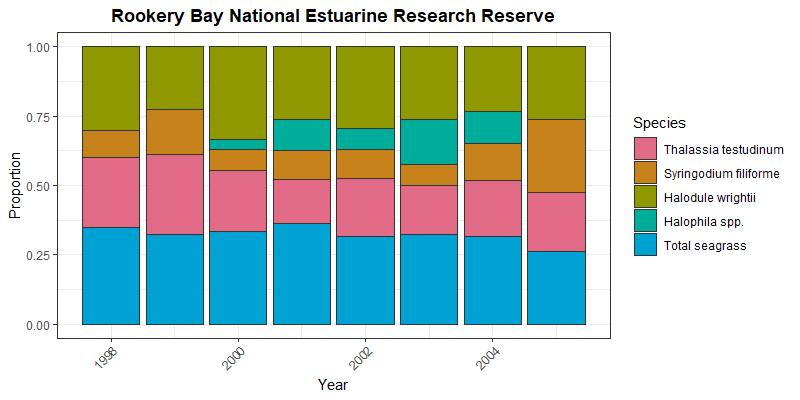 Rookery Bay National Estuarine Research Reserve
1.00
0.75
0.50
0.25
0.00
Proportion
1998
2000
2002
2004
Year
Species
Thalassia testudinum
Syringodium filiforme
Halodule wrightii
Halophila spp.
Total seagrass